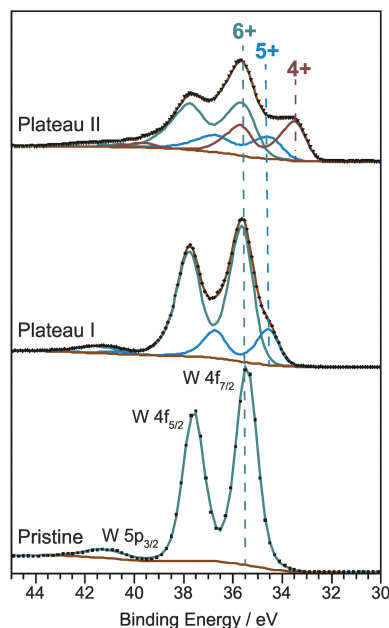 6+
5+
4+
Plateau II
Plateau I
W 4f7/2
W 4f5/2
Pristine
W 5p3/2
44 42 40 38 36 34 32 30
Binding Energy / eV